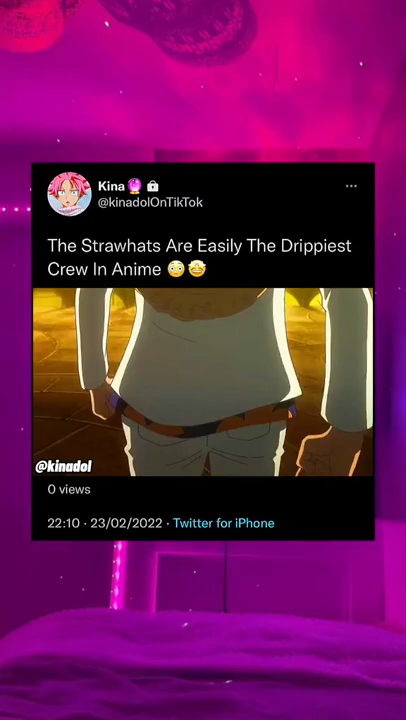 Kina🔮🔒
@kinadolOnTikTok
The Strawhats Are Easily The Drippiest
Crew In Anime 😳🤩
@kinadol
0 views
22:10 · 23/02/2022 · Twitter for iPhone